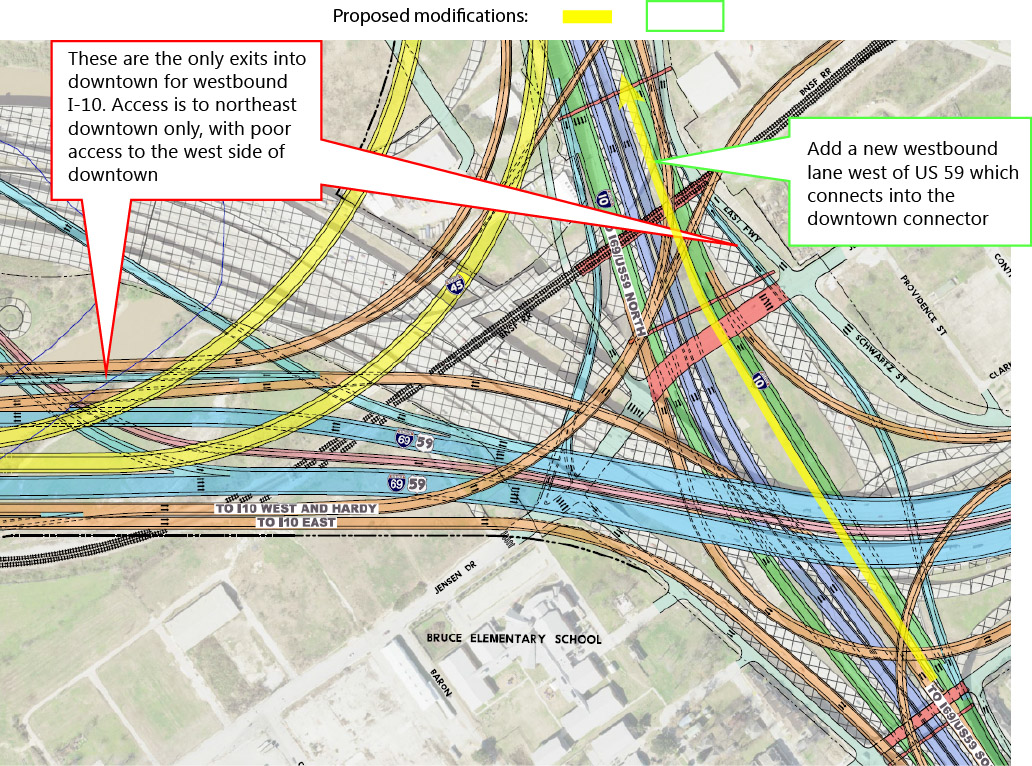 Proposed modifications:
These are the only exits into
downtown for westbound
I-10. Access is to northeast
downtown only, with poor
access to the west side of
downtown
Add a new westbound
lane west of US 59 which
connects into the
downtown connector
BNSF RR
10
EAST FWY
I69/US59 NORTH
45
BNSF RR
PROVIDENCE ST
SCHWARTZ ST
10
69 59
69 59
TO I10 WEST AND HARDY
TO I10 EAST
JENSEN DR
BRUCE ELEMENTARY SCHOOL
BARON
TO I69/US59 SO